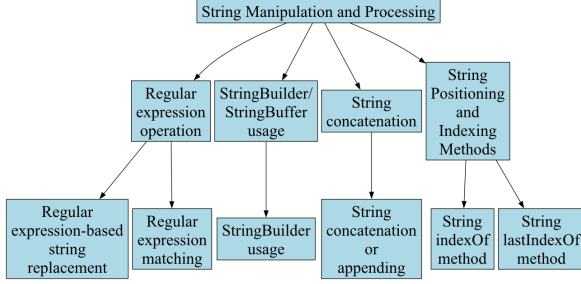 String Manipulation and Processing
Regular
expression
operation
StringBuilder/
StringBuffer
usage
String
concatenation
String
Positioning
and
Indexing
Methods
Regular
expression-based
string
replacement
Regular
expression
matching
StringBuilder
usage
String
concatenation
or
appending
String
indexOf
method
String
lastIndexOf
method